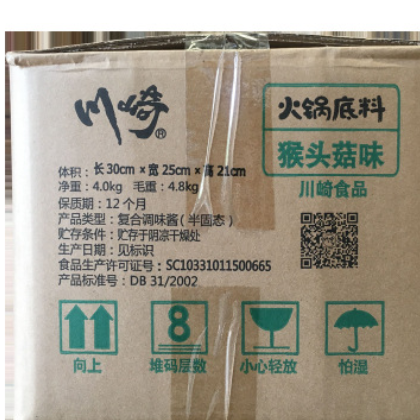 川崎®
火锅底料
猴头菇味
川崎食品
体积：长30cm×宽25cm×高21cm
净重：4.0kg 毛重：4.8kg
保质期：12个月
产品类型：复合调味酱（半固态）
贮存条件：贮存于阴凉干燥处
生产日期：见标识
食品生产许可证号：SC10331011500665
产品标准号：DB 31/2002
8
向上
堆码层数
小心轻放
怕湿